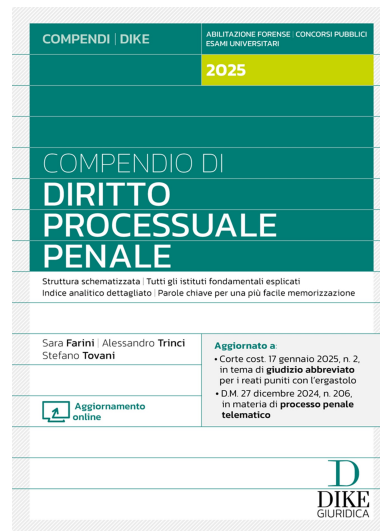 COMPENDI | DIKE
ABILITAZIONE FORENSE | CONCORSI PUBBLICI
ESAMI UNIVERSITARI
2025
COMPENDIO DI
DIRITTO
PROCESSUALE
PENALE
Struttura schematizzata | Tutti gli istituti fondamentali esplicati
Indice analitico dettagliato | Parole chiave per una più facile memorizzazione
Sara Farini | Alessandro Trinci
Stefano Tovani
Aggiornamento
online
Aggiornato a:
• Corte cost. 17 gennaio 2025, n. 2,
in tema di giudizio abbreviato
per i reati puniti con l'ergastolo
• D.M. 27 dicembre 2024, n. 206,
in materia di processo penale
telematico
D
DIKE
GIURIDICA